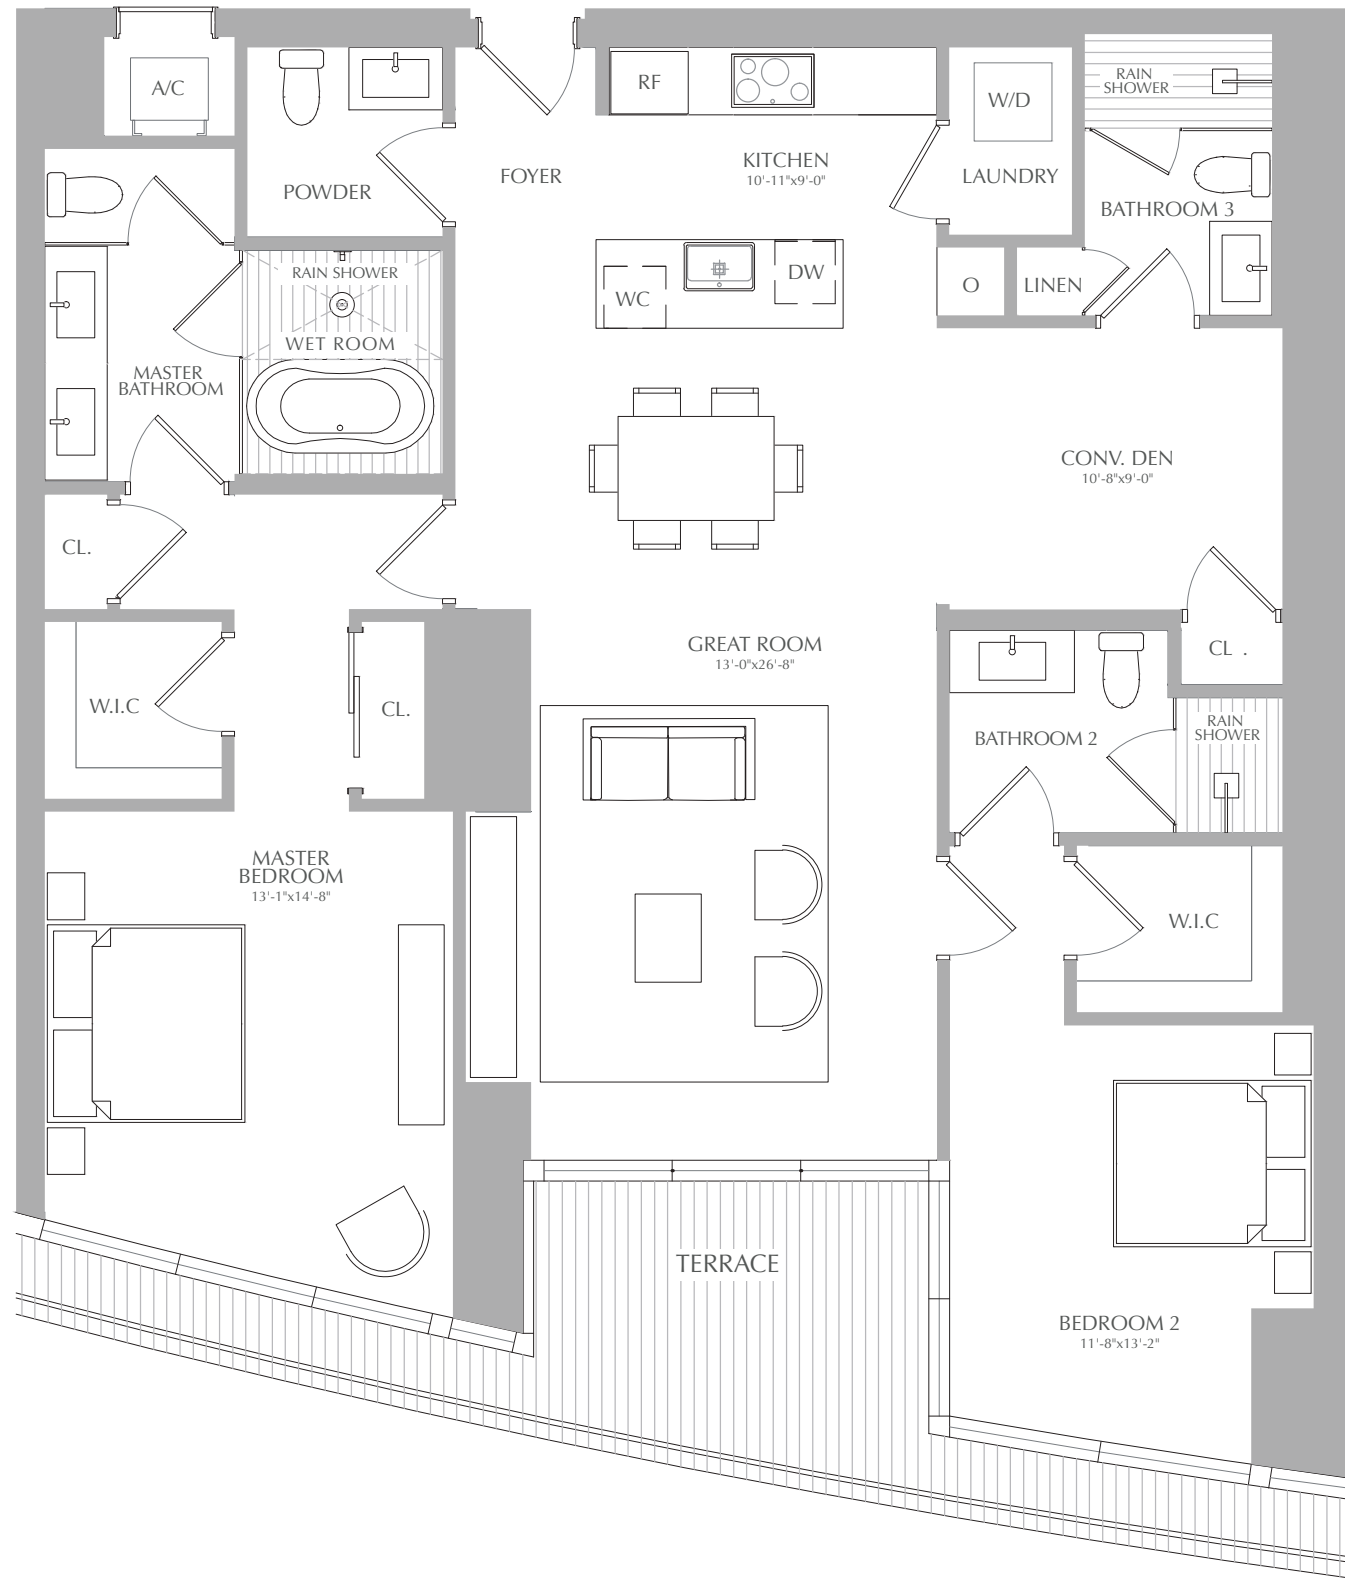 A/C
RF
W/D
RAIN
SHOWER
KITCHEN
10'-11"x9'-0"
FOYER
LAUNDRY
POWDER
BATHROOM 3
RAIN SHOWER
WC
DW
O
LINEN
WET ROOM
MASTER
BATHROOM
CONV. DEN
10'-8"x9'-0"
CL.
GREAT ROOM
13'-0"x26'-8"
CL .
W.I.C
CL.
BATHROOM 2
RAIN
SHOWER
MASTER
BEDROOM
13'-1"x14'-8"
W.I.C
TERRACE
BEDROOM 2
11'-8"x13'-2"